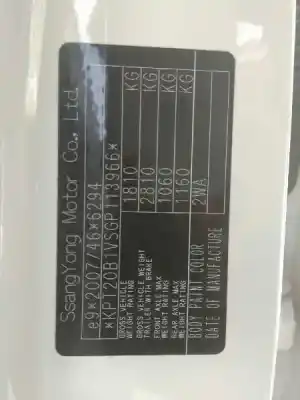 SsangYong Motor Co., Ltd.
e9*2007/46*6294
*KPT20B1VSGP113966*
GROSS VEHICLE WEIGHT RATING 1810 KG
GROSS VEHICLE WEIGHT TRAILER WITH BRAKE 2810 KG
FRONT AXLE MAX WEIGHT RATING 1060 KG
REAR AXLE MAX WEIGHT RATING 1160 KG
BODY PAINT COLOR 2WA
DATE OF MANUFACTURE